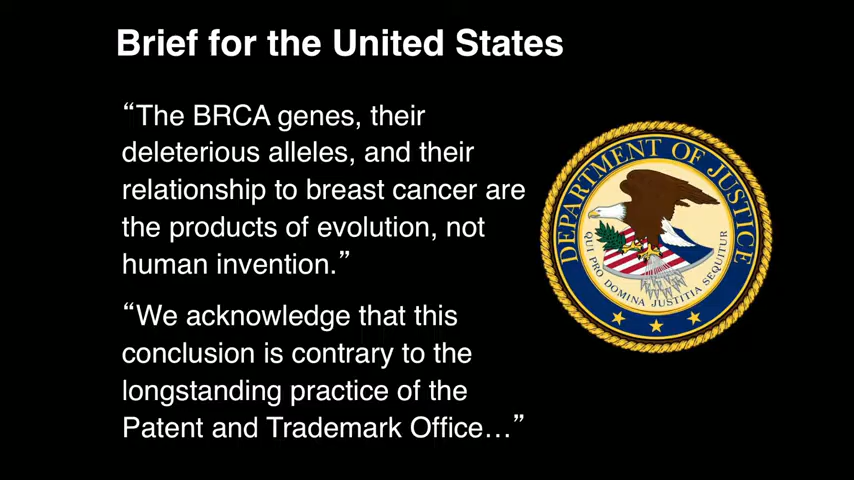 Brief for the United States
“The BRCA genes, their
deleterious alleles, and their
relationship to breast cancer are
the products of evolution, not
human invention.”
“We acknowledge that this
conclusion is contrary to the
longstanding practice of the
Patent and Trademark Office…”
DEPARTMENT OF JUSTICE
QUI PRO DOMINA JUSTITIA SEQUITUR